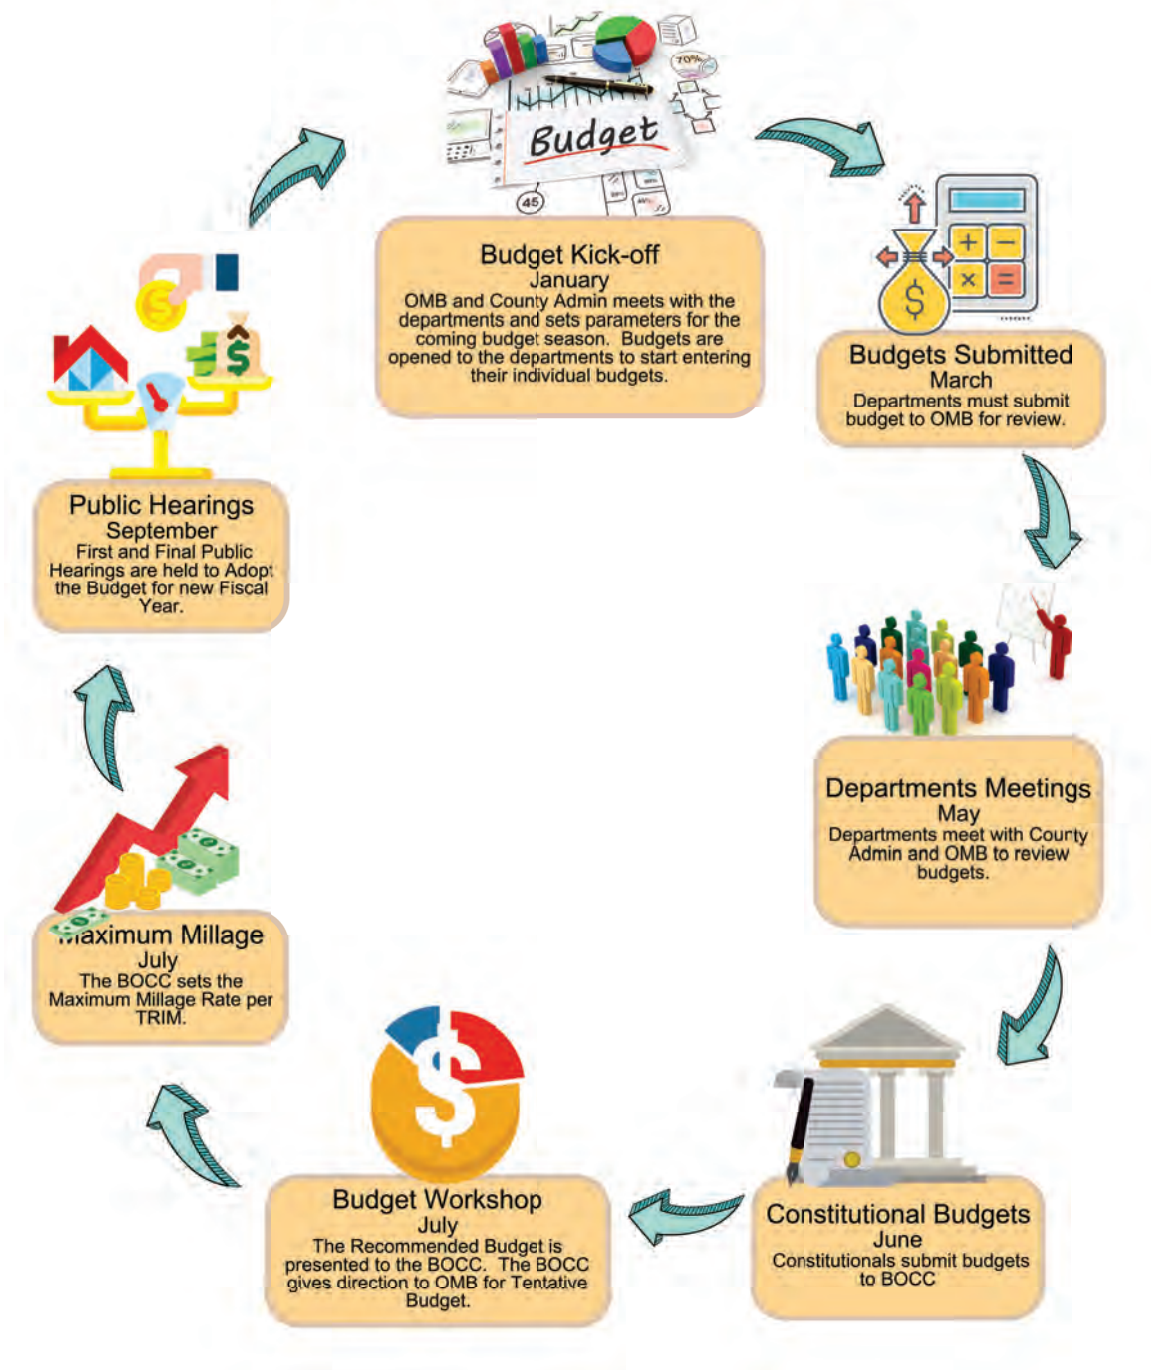 70%
Budget
45
Budget Kick-off
January
OMB and County Admin meets with the
departments and sets parameters for the
coming budget season. Budgets are
opened to the departments to start entering
their individual budgets.
Budgets Submitted
March
Departments must submit
budget to OMB for review.
Departments Meetings
May
Departments meet with County
Admin and OMB to review
budgets.
Constitutional Budgets
June
Constitutionals submit budgets
to BOCC
Budget Workshop
July
The Recommended Budget is
presented to the BOCC. The BOCC
gives direction to OMB for Tentative
Budget.
Maximum Millage
July
The BOCC sets the
Maximum Millage Rate per
TRIM.
Public Hearings
September
First and Final Public
Hearings are held to Adopt
the Budget for new Fiscal
Year.